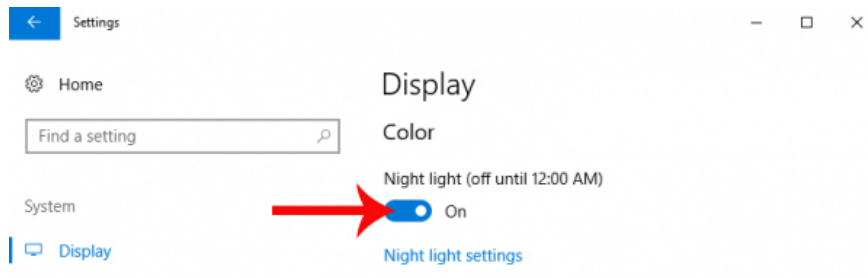 Settings
Home
Find a setting
System
Display
Display
Color
Night light (off until 12:00 AM)
On
Night light settings